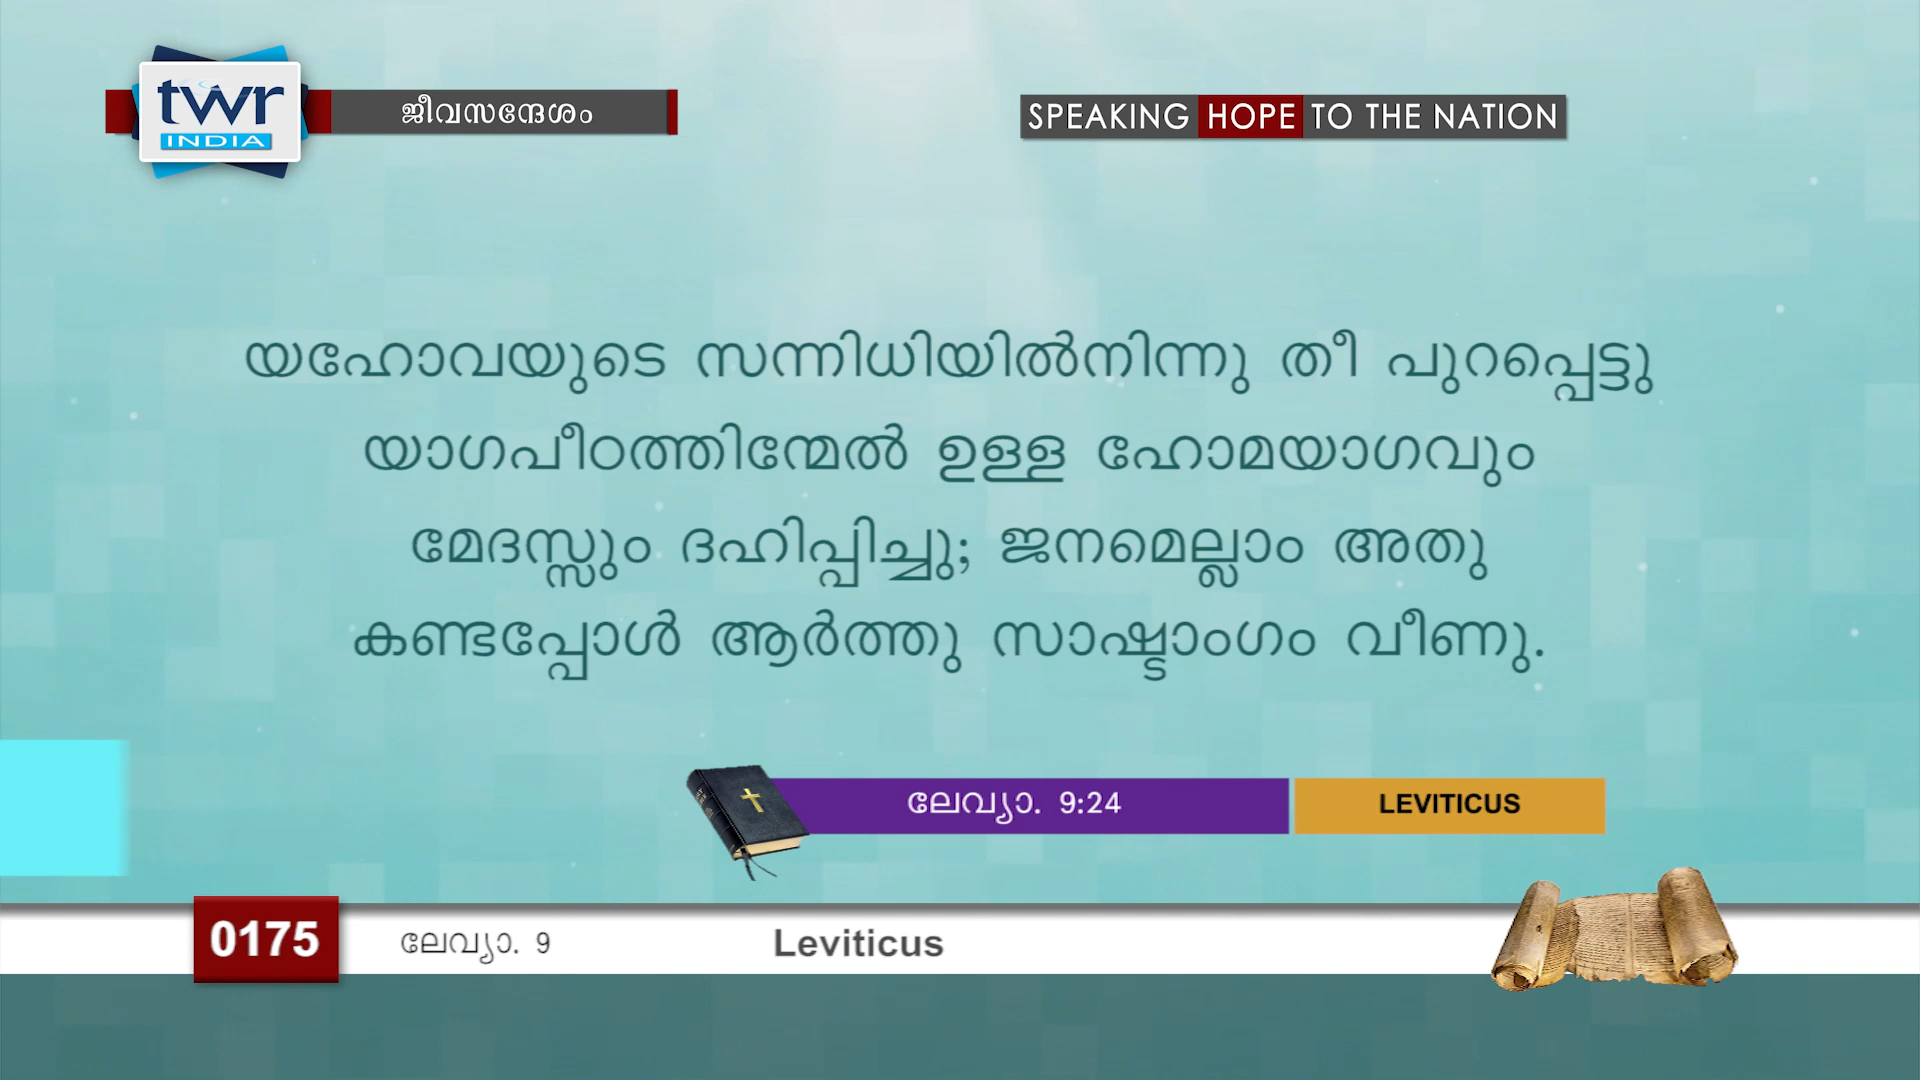 twr
INDIA
ജീവസന്ദേശം
SPEAKING HOPE TO THE NATION
യഹോവയുടെ സന്നിധിയിൽനിന്നു തീ പുറപ്പെട്ടു
യാഗപീഠത്തിന്മേൽ ഉള്ള ഹോമയാഗവും
മേദസ്സും ദഹിപ്പിച്ചു; ജനമെല്ലാം അതു
കണ്ടപ്പോൾ ആർത്തു സാഷ്ടാംഗം വീണു.
ലേവ്യാ. 9:24
LEVITICUS
0175
ലേവ്യാ. 9
Leviticus